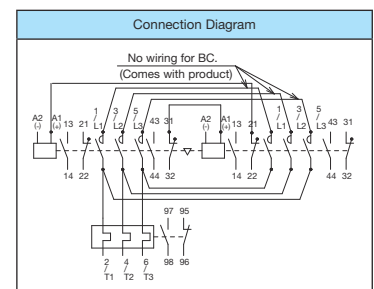 Connection Diagram
No wiring for BC.
(Comes with product)
A2 A1 13 21 1 3 5 43 31 A2 A1 13 21 1 3 5 43 31
(-) (+) / / / (-) (+) / / /
L1 L2 L3 L1 L2 L3
14 22 44 32 14 22 44 32
97 95
2 4 6 98 96
/ / /
T1 T2 T3